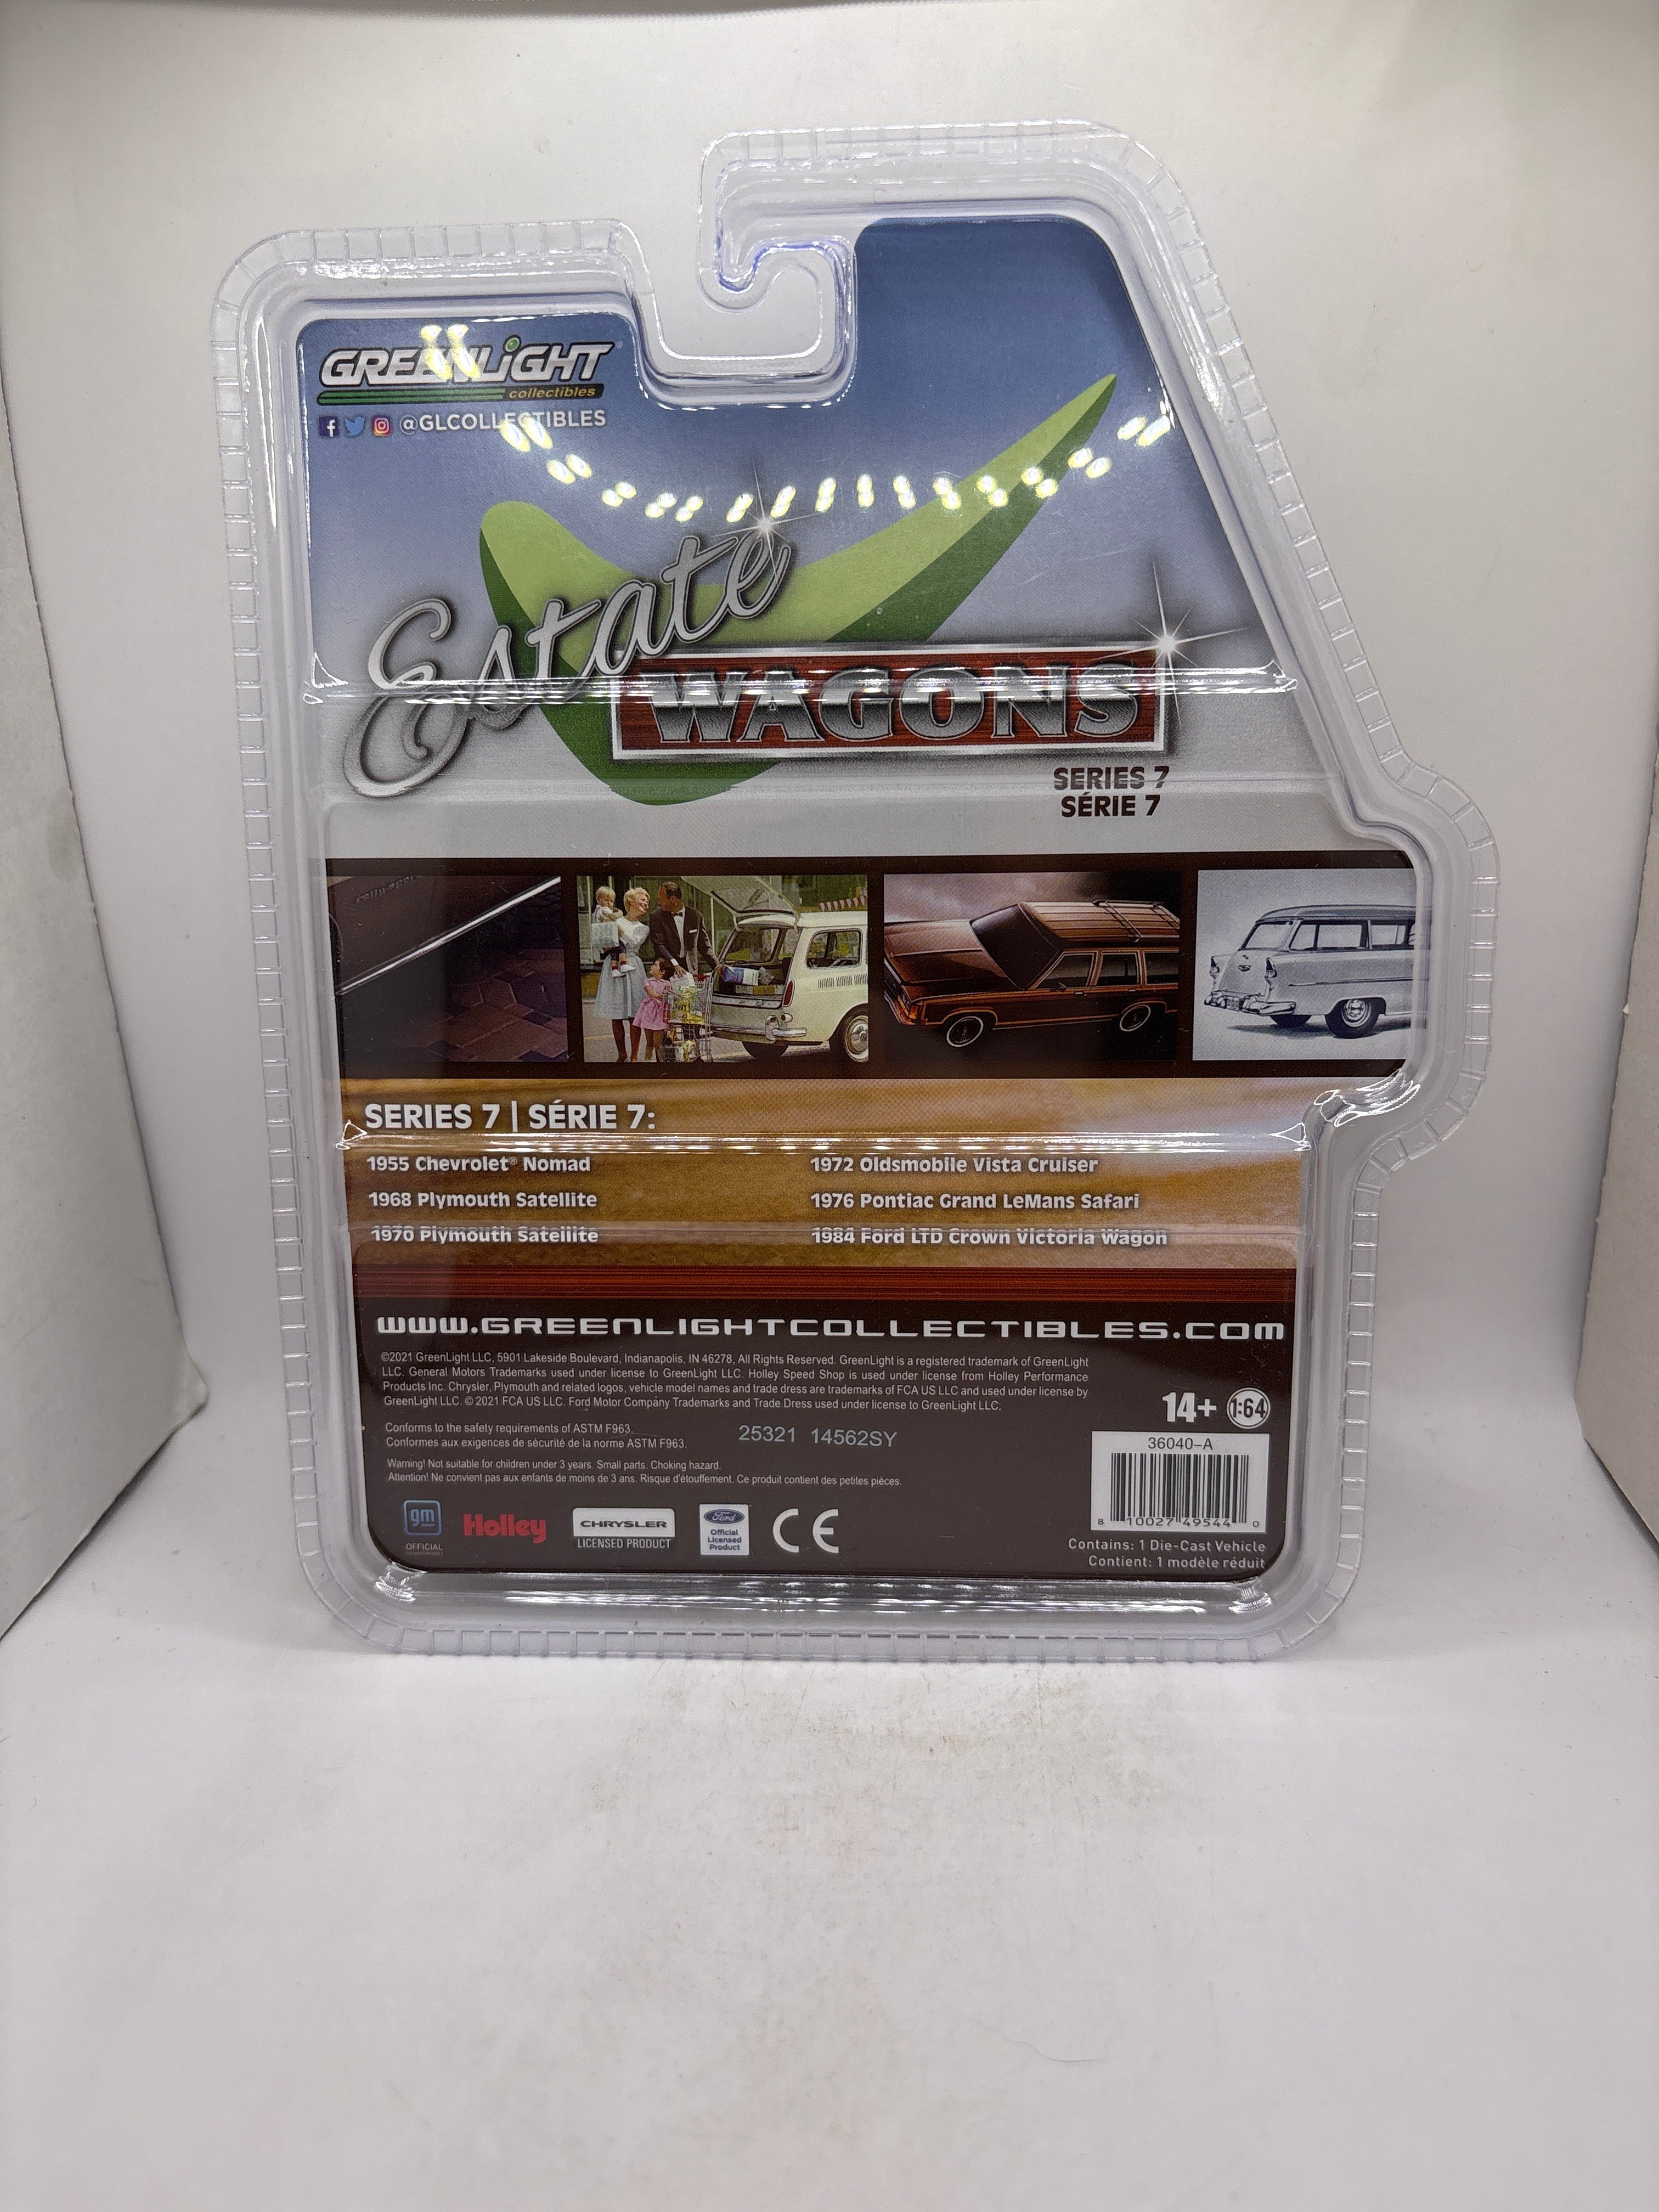 GREENLiGHT
collectibles
@GLCOLLECTIBLES
Estate
WAGONS
SERIES 7
SÉRIE 7
SERIES 7 | SÉRIE 7:
1955 Chevrolet® Nomad
1968 Plymouth Satellite
1970 Plymouth Satellite
1972 Oldsmobile Vista Cruiser
1976 Pontiac Grand LeMans Safari
1984 Ford LTD Crown Victoria Wagon
WWW.GREENLIGHTCOLLECTIBLES.COM
©2021 GreenLight LLC, 5901 Lakeside Boulevard, Indianapolis, IN 46278, All Rights Reserved. GreenLight is a registered trademark of GreenLight
LLC. General Motors Trademarks used under license to GreenLight LLC. Holley Speed Shop is used under license from Holley Performance
Products Inc. Chrysler, Plymouth and related logos, vehicle model names and trade dress are trademarks of FCA US LLC and used under license by
GreenLight LLC. © 2021 FCA US LLC. Ford Motor Company Trademarks and Trade Dress used under license to GreenLight LLC.
14+ 1:64
Conforms to the safety requirements of ASTM F963.
Conformes aux exigences de sécurité de la norme ASTM F963.
25321 14562SY
Warning! Not suitable for children under 3 years. Small parts. Choking hazard.
Attention! Ne convient pas aux enfants de moins de 3 ans. Risque d'étouffement. Ce produit contient des petites pièces.
36040-A
8 10027 49544 0
gm
OFFICIAL
Holley
CHRYSLER
LICENSED PRODUCT
Ford
Official
Licensed
Product
CE
Contains: 1 Die-Cast Vehicle
Contient: 1 modèle réduit